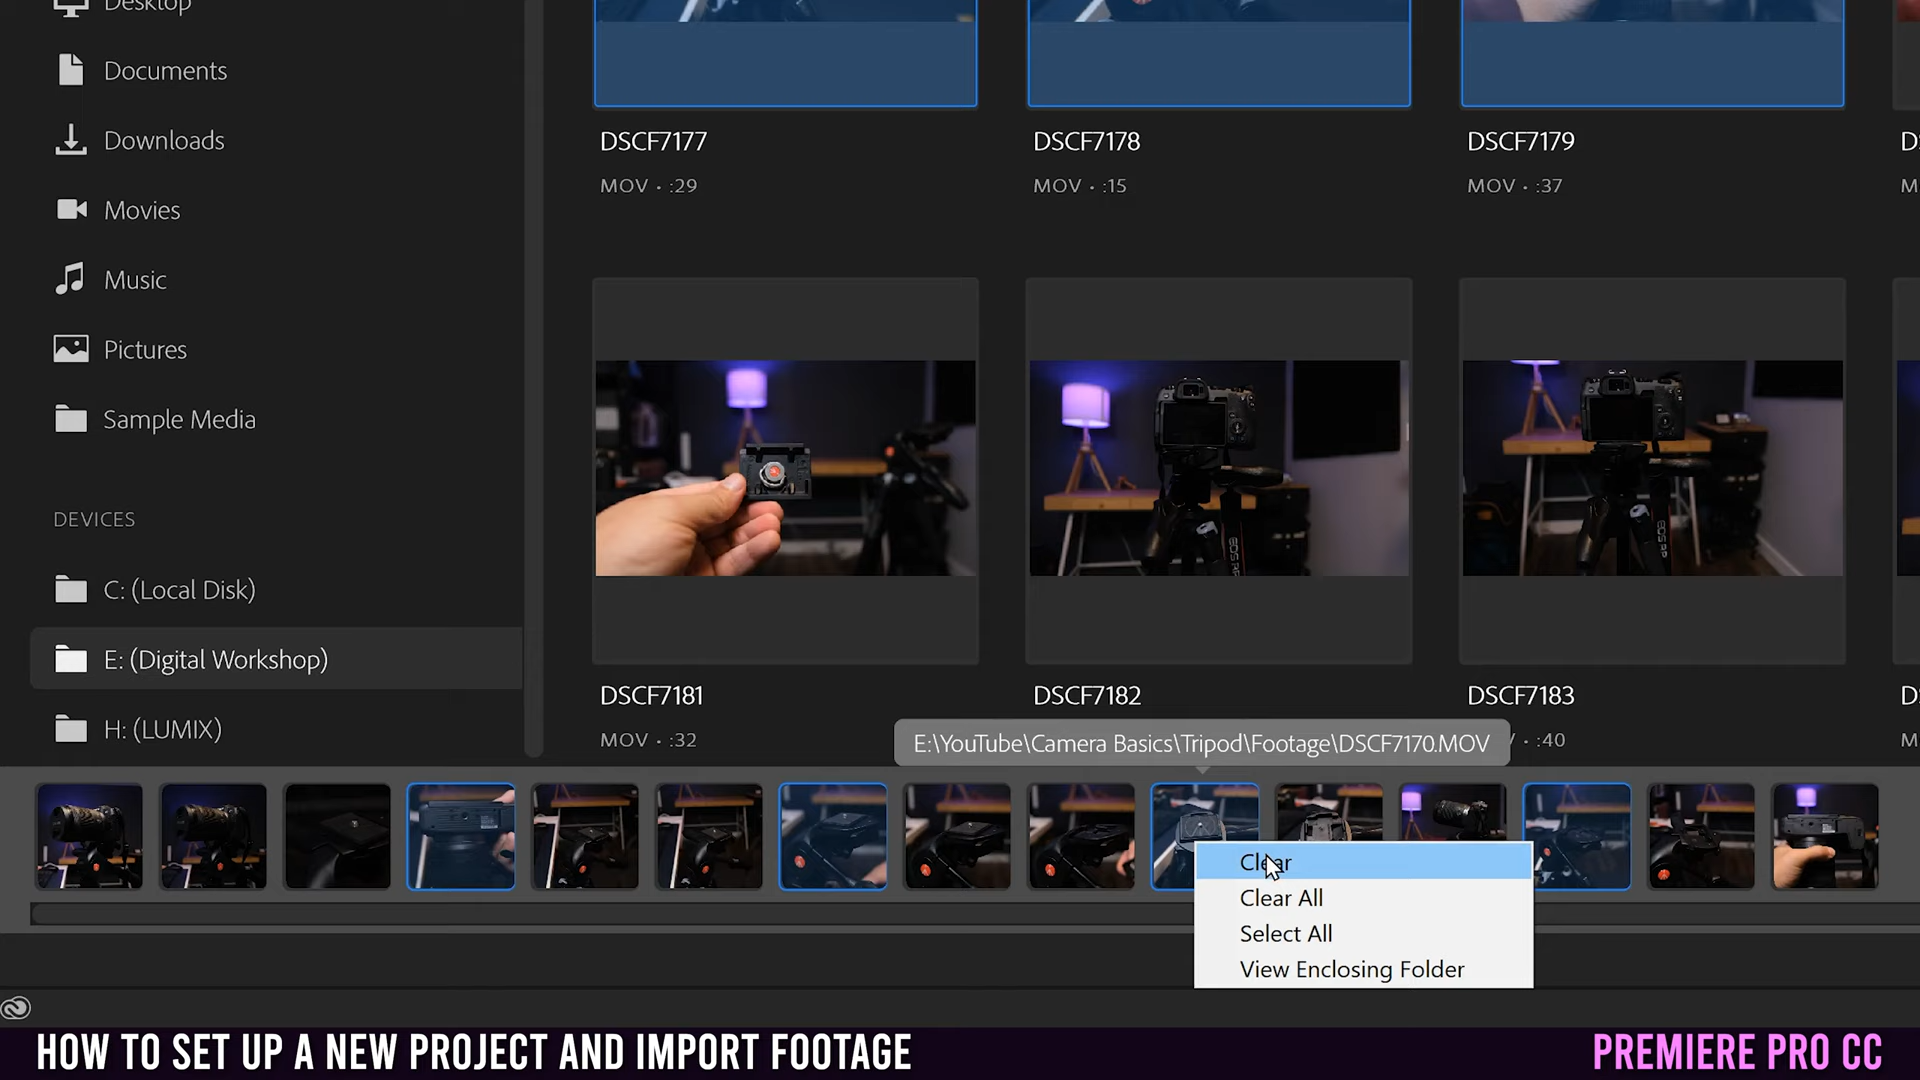 Desktop
Documents
Downloads
Movies
Music
Pictures
Sample Media
DEVICES
C: (Local Disk)
E: (Digital Workshop)
H: (LUMIX)
DSCF7177
MOV • :29
DSCF7178
MOV • :15
DSCF7179
MOV • :37
DSCF7181
MOV • :32
DSCF7182
DSCF7183
:40
E:\YouTube\Camera Basics\Tripod\Footage\DSCF7170.MOV
Clear
Clear All
Select All
View Enclosing Folder
HOW TO SET UP A NEW PROJECT AND IMPORT FOOTAGE
PREMIERE PRO CC